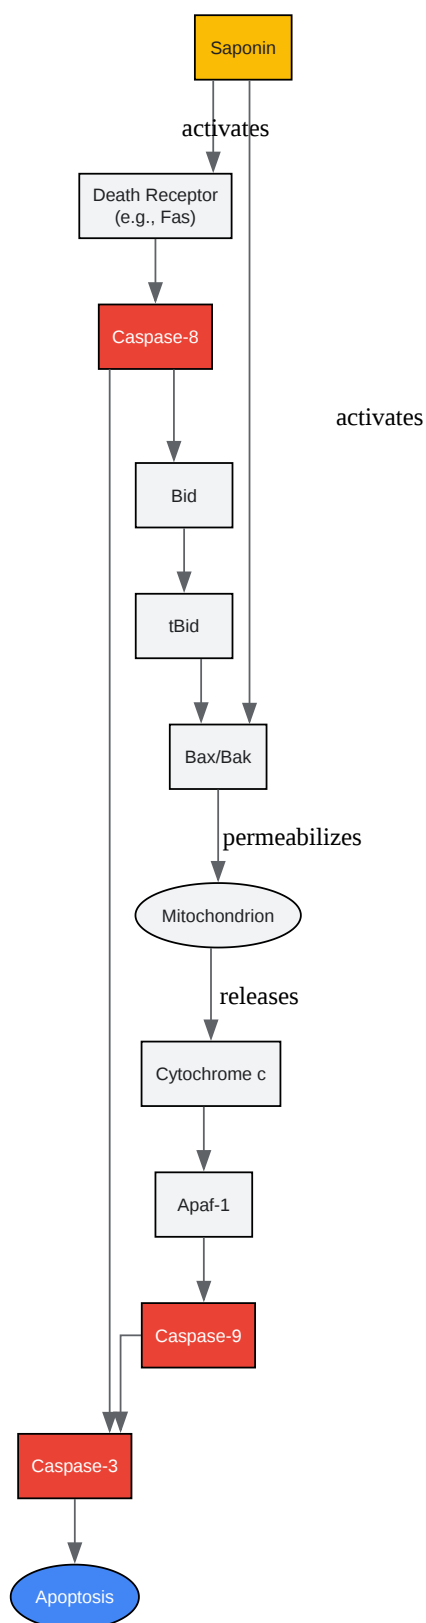 Saponin
activates
Death Receptor
(e.g., Fas)
Caspase-8
activates
Bid
tBid
Bax/Bak
permeabilizes
Mitochondrion
releases
Cytochrome c
Apaf-1
Caspase-9
Caspase-3
Apoptosis